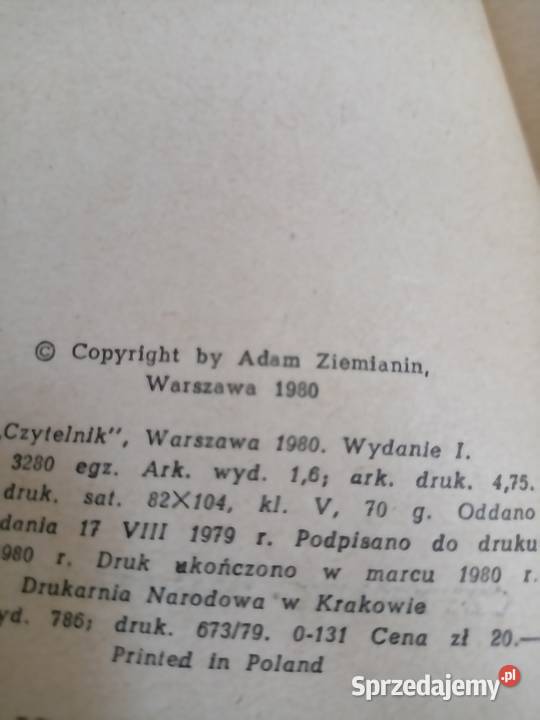 © Copyright by Adam Ziemianin,
Warszawa 1980
„Czytelnik", Warszawa 1980. Wydanie I.
3280 egz. Ark. wyd. 1,6; ark. druk. 4,75.
druk. sat. 82×104, kl. V, 70 g. Oddano
dania 17 VIII 1979 r. Podpisano do druku
980 r. Druk ukończono w marcu 1980 r.
Drukarnia Narodowa w Krakowie
yd. 786; druk. 673/79. 0-131 Cena zł 20.—
Printed in Poland
Sprzedajemy.pl